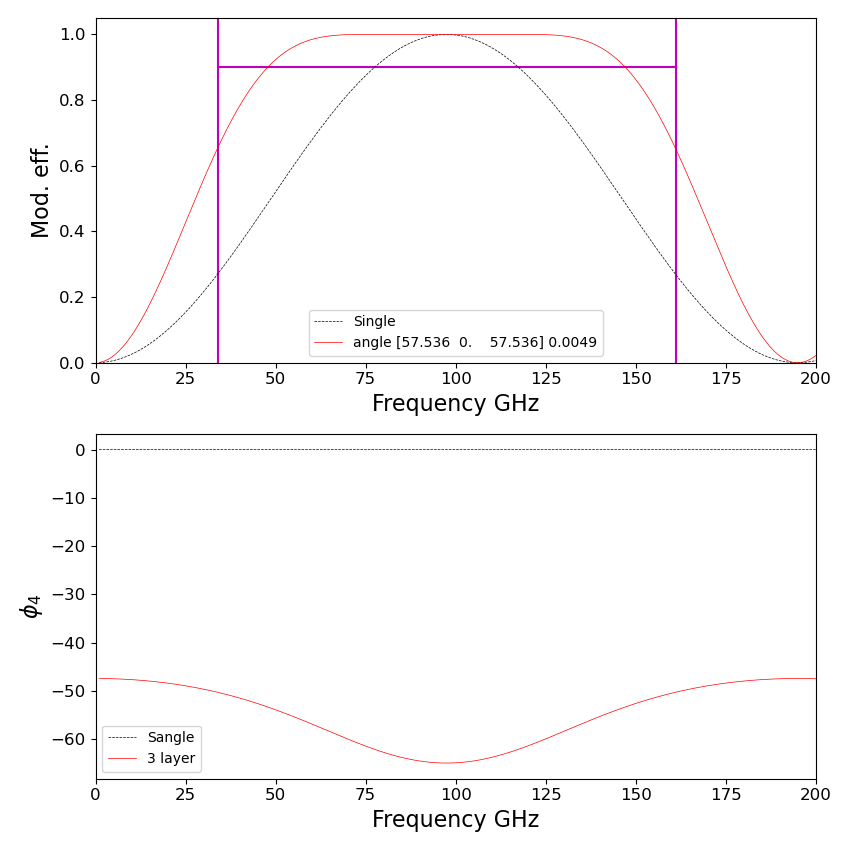 1.0
0.8
0.6
0.4
0.2
0.0
Mod. eff.
Single
angle [57.536 0. 57.536] 0.0049
0 25 50 75 100 125 150 175 200
Frequency GHz
0
−10
−20
−30
−40
−50
−60
ϕ4
Sangle
3 layer
0 25 50 75 100 125 150 175 200
Frequency GHz